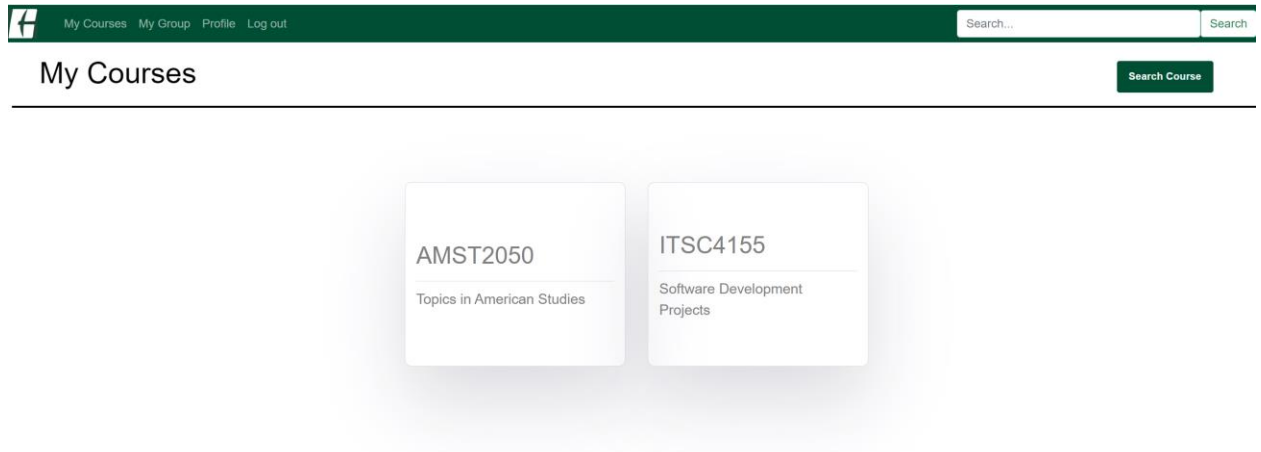 My Courses My Group Profile Log out
Search...
Search
My Courses
Search Course
AMST2050
Topics in American Studies
ITSC4155
Software Development
Projects